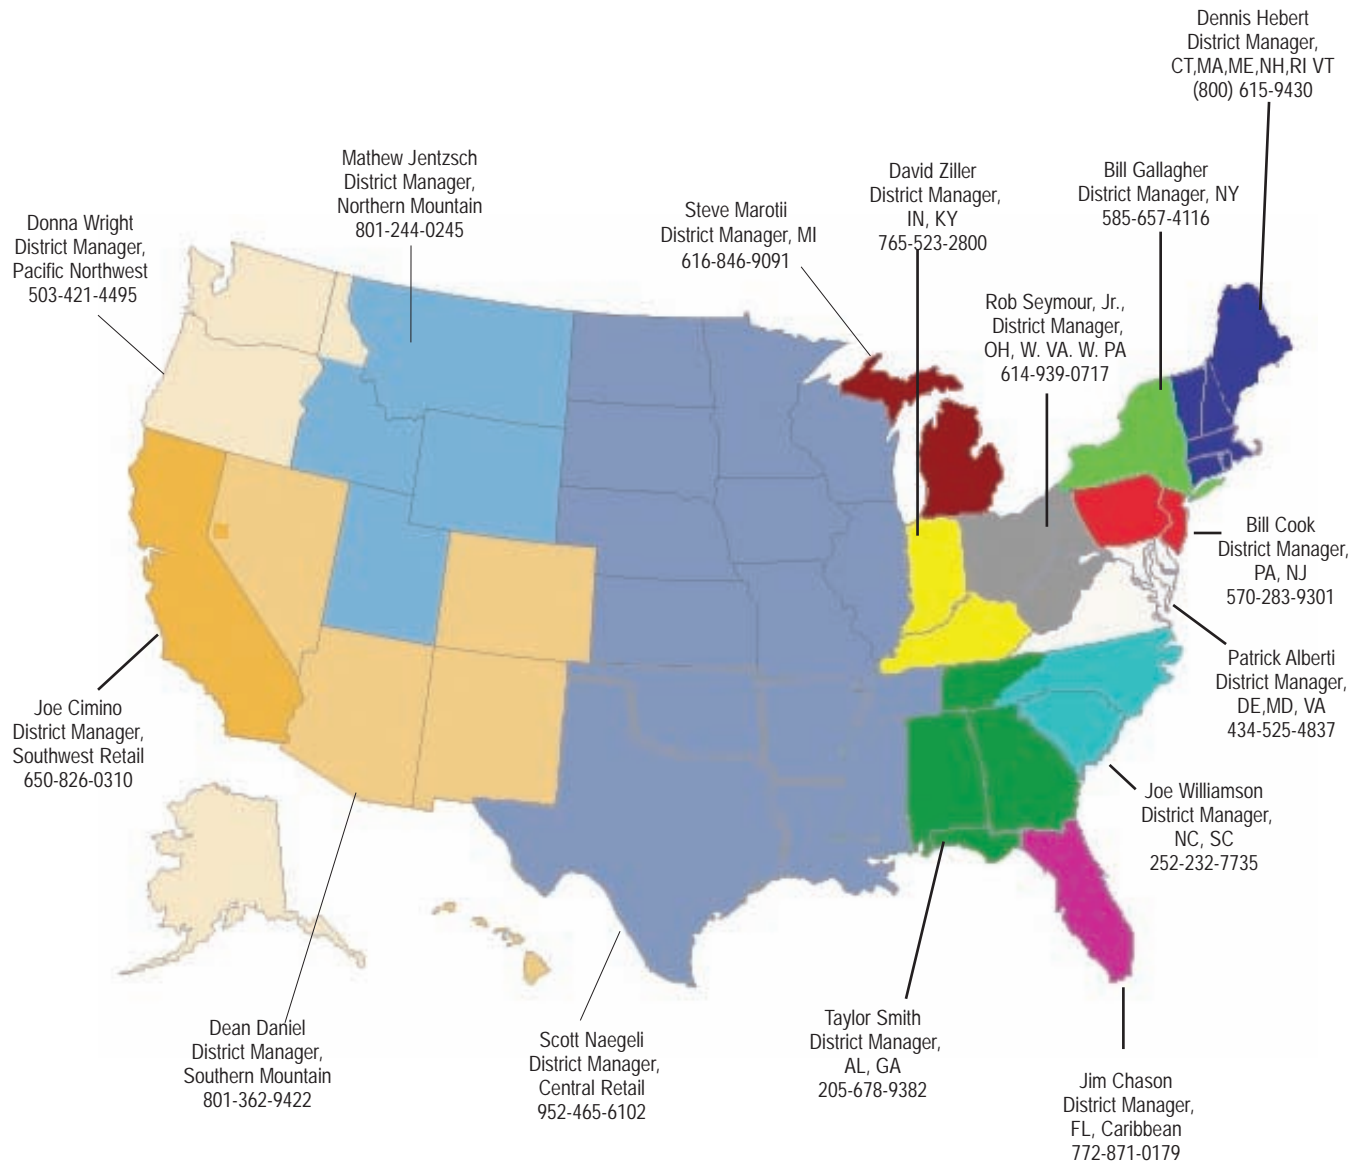 Dennis Hebert
District Manager,
CT,MA,ME,NH,RI VT
(800) 615-9430
Mathew Jentzsch
District Manager,
Northern Mountain
801-244-0245
David Ziller
District Manager,
IN, KY
765-523-2800
Bill Gallagher
District Manager, NY
585-657-4116
Donna Wright
District Manager,
Pacific Northwest
503-421-4495
Steve Marotii
District Manager, MI
616-846-9091
Rob Seymour, Jr.,
District Manager,
OH, W. VA. W. PA
614-939-0717
Bill Cook
District Manager,
PA, NJ
570-283-9301
Patrick Alberti
District Manager,
DE,MD, VA
434-525-4837
Joe Cimino
District Manager,
Southwest Retail
650-826-0310
Joe Williamson
District Manager,
NC, SC
252-232-7735
Dean Daniel
District Manager,
Southern Mountain
801-362-9422
Scott Naegeli
District Manager,
Central Retail
952-465-6102
Taylor Smith
District Manager,
AL, GA
205-678-9382
Jim Chason
District Manager,
FL, Caribbean
772-871-0179